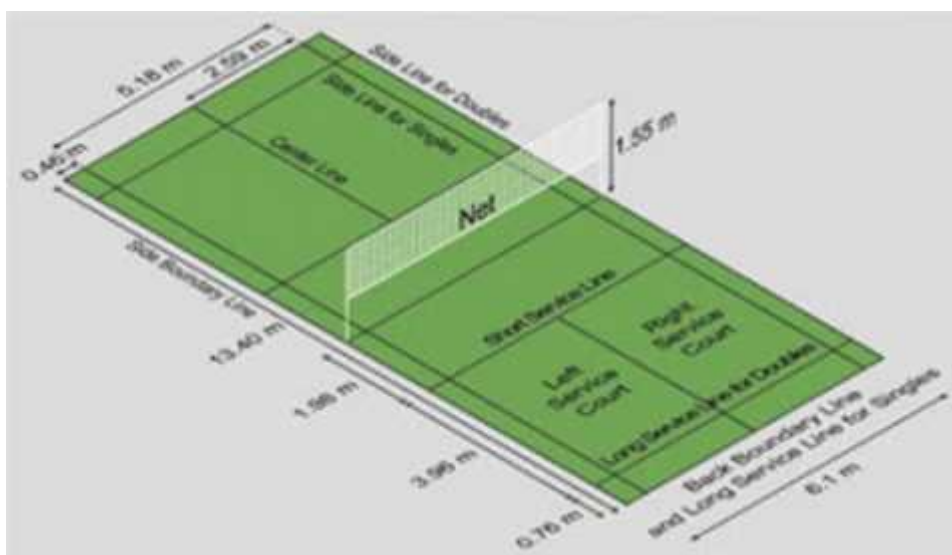 5.18 m
2.59 m
0.46 m
Side Line for Doubles
Side Line for Singles
Center Line
1.55 m
Net
Side Boundary Line
13.40 m
Short Service Line
Right
Service
Court
Left
Service
Court
Long Service Line for Doubles
1.98 m
3.96 m
0.76 m
Back Boundary Line
and Long Service Line for Singles
6.1 m